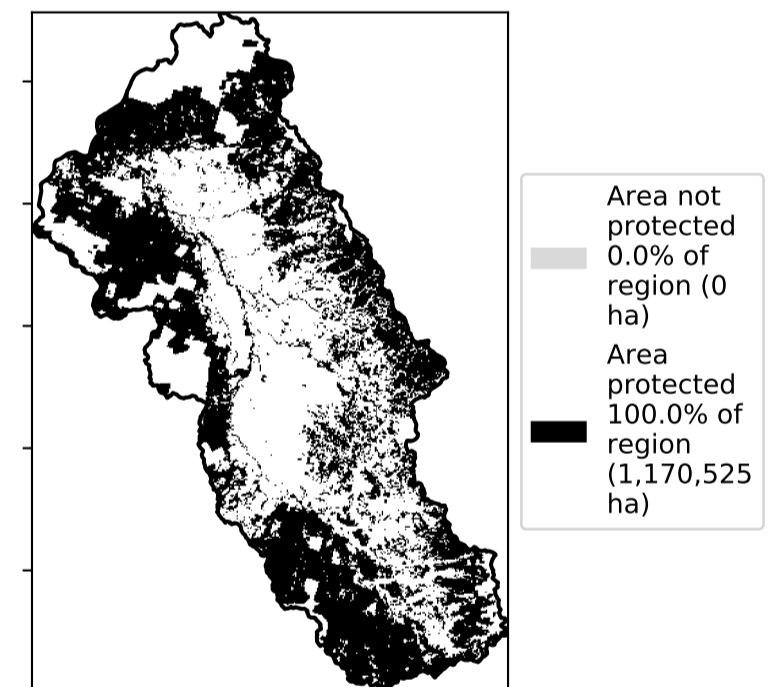 Area not
protected
0.0% of
region (0
ha)
Area
protected
100.0% of
region
(1,170,525
ha)